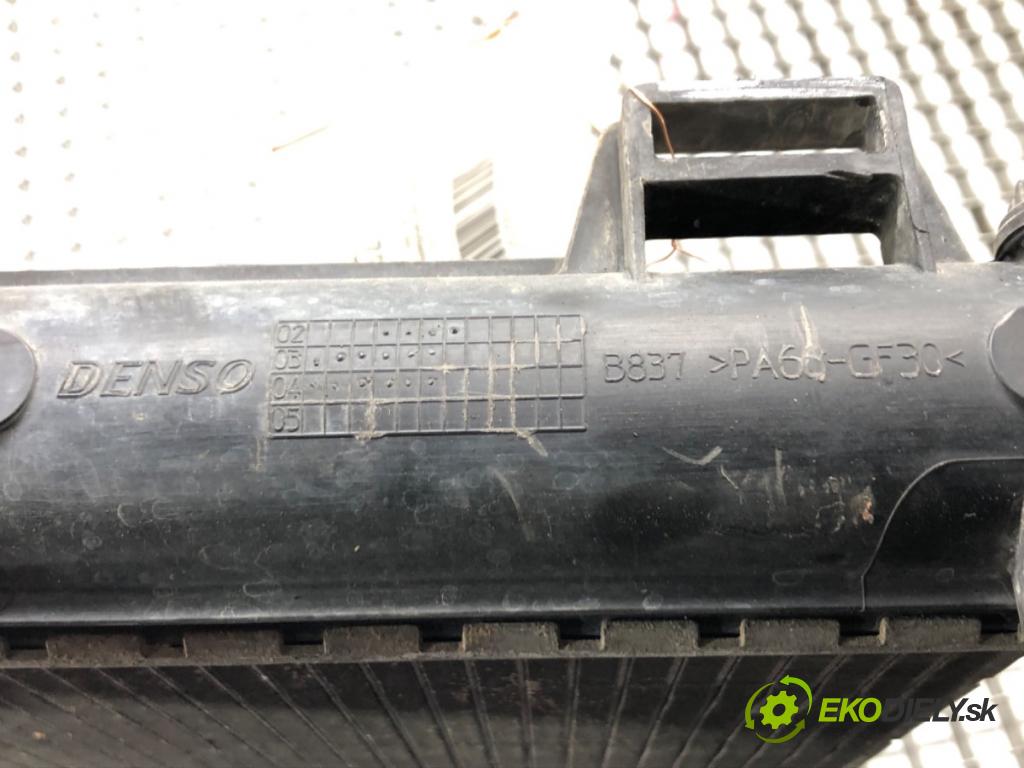 DENSO
02
03
04
05
B837 >PA66-GF30<
EKODIELY.sk